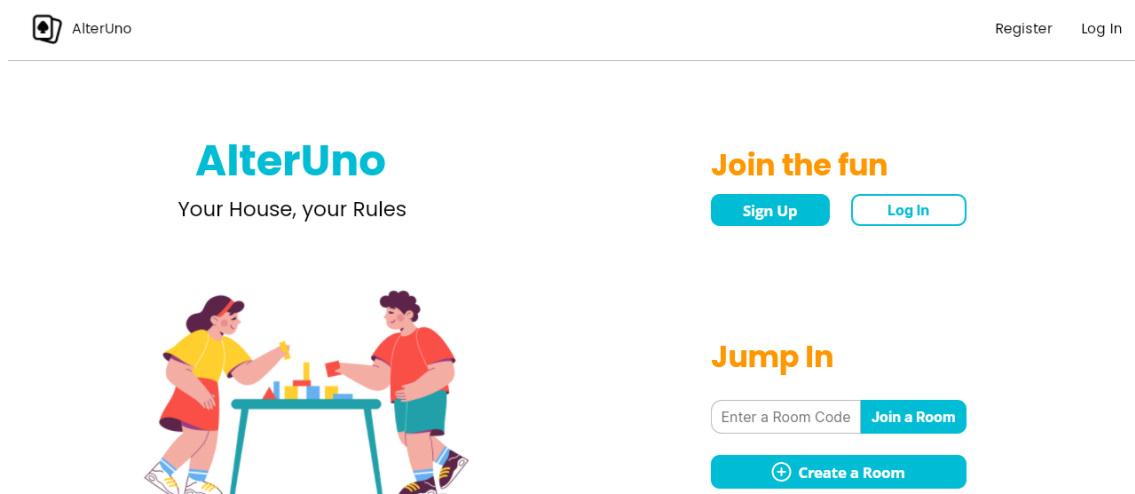 AlterUno
Register
Log In
AlterUno
Your House, your Rules
Join the fun
Sign Up
Log In
Jump In
Enter a Room Code
Join a Room
Create a Room